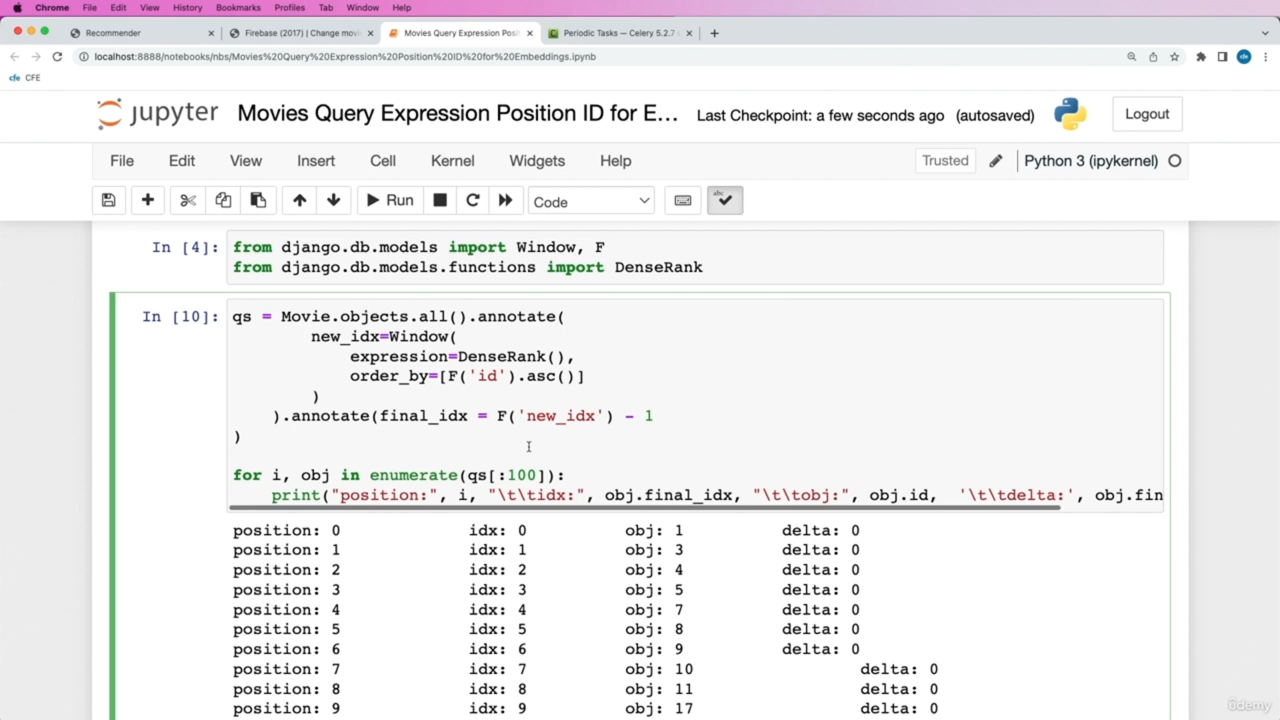 Chrome File Edit View History Bookmarks Profiles Tab Window Help
Recommender Firebase (2017) | Change movi Movies Query Expression Posit Periodic Tasks — Celery 5.2.7
localhost:8888/notebooks/nbs/Movies%20Query%20Expression%20Position%20ID%20for%20Embeddings.ipynb
cfe CFE
jupyter Movies Query Expression Position ID for E... Last Checkpoint: a few seconds ago (autosaved) Logout
File Edit View Insert Cell Kernel Widgets Help Trusted Python 3 (ipykernel)
Run Code
In [4]: from django.db.models import Window, F
from django.db.models.functions import DenseRank
In [10]: qs = Movie.objects.all().annotate(
new_idx=Window(
expression=DenseRank(),
order_by=[F('id').asc()]
)
).annotate(final_idx = F('new_idx') - 1
)
for i, obj in enumerate(qs[:100]):
print("position:", i, "\t\tidx:", obj.final_idx, "\t\tobj:", obj.id, '\t\tdelta:', obj.fin
position: 0 idx: 0 obj: 1 delta: 0
position: 1 idx: 1 obj: 3 delta: 0
position: 2 idx: 2 obj: 4 delta: 0
position: 3 idx: 3 obj: 5 delta: 0
position: 4 idx: 4 obj: 7 delta: 0
position: 5 idx: 5 obj: 8 delta: 0
position: 6 idx: 6 obj: 9 delta: 0
position: 7 idx: 7 obj: 10 delta: 0
position: 8 idx: 8 obj: 11 delta: 0
position: 9 idx: 9 obj: 17 delta: 0
ûdemy